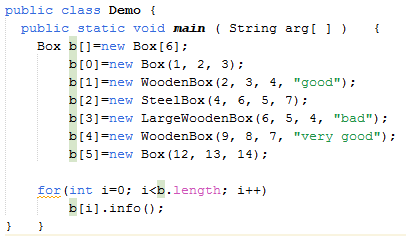 public class Demo {
public static void main ( String arg[ ] ) {
Box b[]=new Box[6];
b[0]=new Box(1, 2, 3);
b[1]=new WoodenBox(2, 3, 4, "good");
b[2]=new SteelBox(4, 6, 5, 7);
b[3]=new LargeWoodenBox(6, 5, 4, "bad");
b[4]=new WoodenBox(9, 8, 7, "very good");
b[5]=new Box(12, 13, 14);
for(int i=0; i<b.length; i++)
b[i].info();
} }